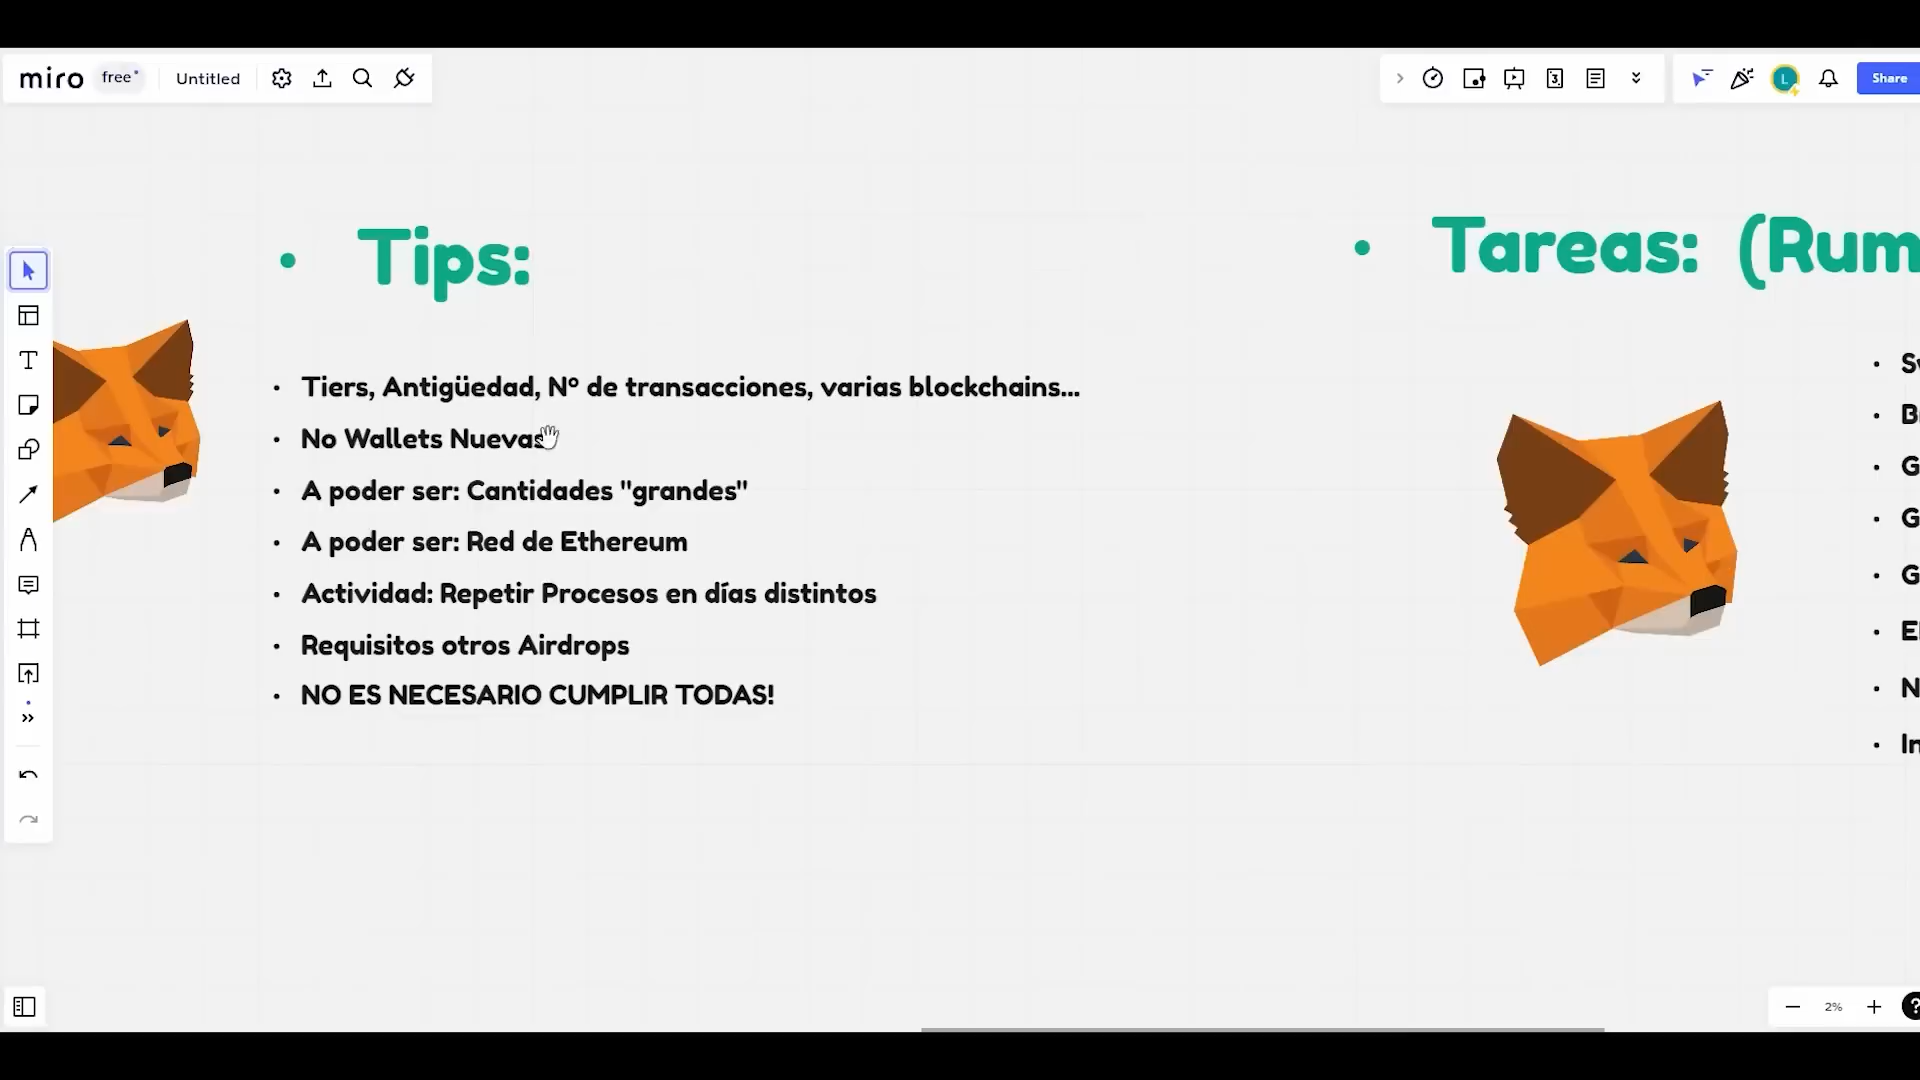 miro free Untitled
Share
L
3
• Tips:
• Tiers, Antigüedad, Nº de transacciones, varias blockchains...
• No Wallets Nuevas
• A poder ser: Cantidades "grandes"
• A poder ser: Red de Ethereum
• Actividad: Repetir Procesos en días distintos
• Requisitos otros Airdrops
• NO ES NECESARIO CUMPLIR TODAS!
• Tareas: (Rum
2%